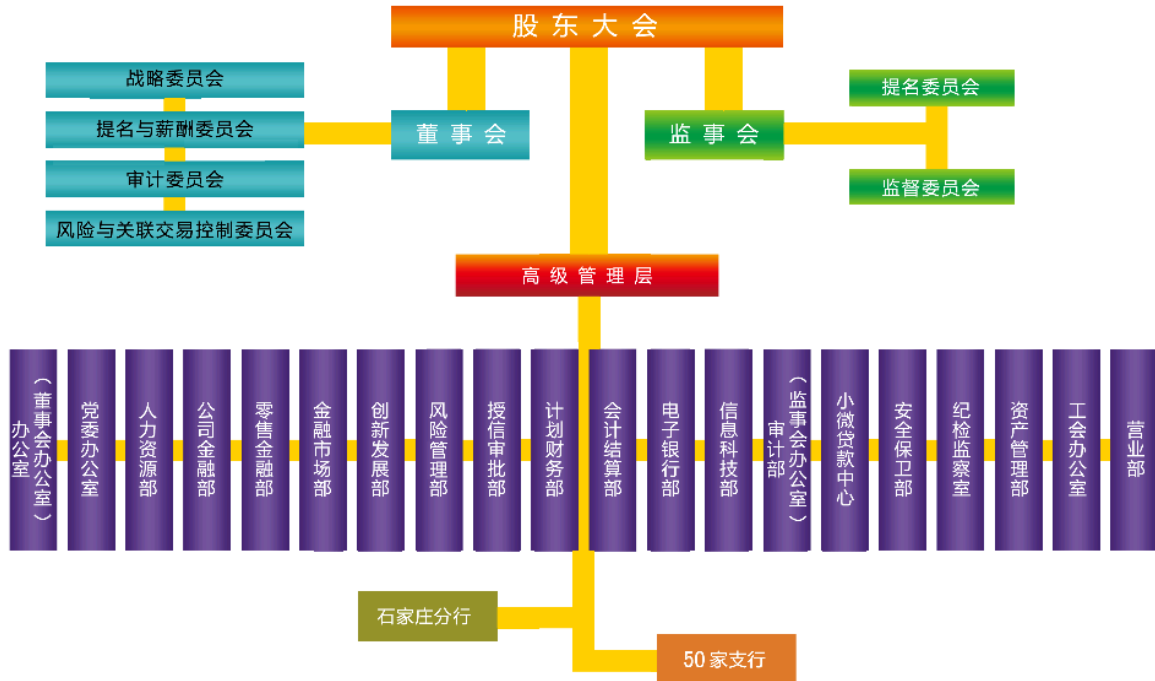 股东大会
战略委员会
提名与薪酬委员会
审计委员会
风险与关联交易控制委员会
董事会
监事会
提名委员会
监督委员会
高级管理层
办公室
（董事会办公室）
党委办公室
人力资源部
公司金融部
零售金融部
金融市场部
创新发展部
风险管理部
授信审批部
计划财务部
会计结算部
电子银行部
信息科技部
审计部
（监事会办公室）
小微贷款中心
安全保卫部
纪检监察室
资产管理部
工会办公室
营业部
石家庄分行
50家支行